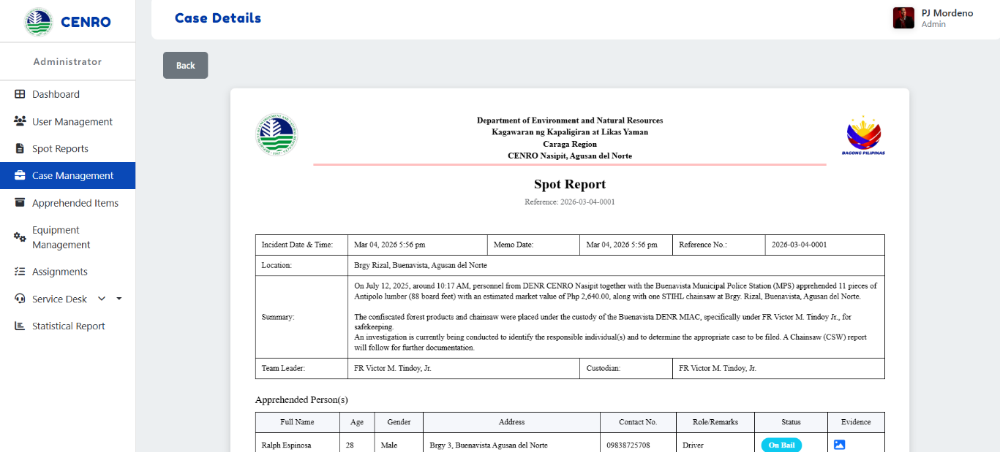 CENRO
Case Details
PJ Mordeno
Admin
Administrator
Back
Dashboard
User Management
Spot Reports
Case Management
Apprehended Items
Equipment
Management
Assignments
Service Desk
Statistical Report
Department of Environment and Natural Resources
Kagawaran ng Kapaligiran at Likas Yaman
Caraga Region
CENRO Nasipit, Agusan del Norte
BAGONG PILIPINAS
Spot Report
Reference: 2026-03-04-0001
Incident Date & Time: Mar 04, 2026 5:56 pm Memo Date: Mar 04, 2026 5:56 pm Reference No.: 2026-03-04-0001
Location: Brgy Rizal, Buenavista, Agusan del Norte
Summary:
On July 12, 2025, around 10:17 AM, personnel from DENR CENRO Nasipit together with the Buenavista Municipal Police Station (MPS) apprehended 11 pieces of
Antipolo lumber (88 board feet) with an estimated market value of Php 2,640.00, along with one STIHL chainsaw at Brgy. Rizal, Buenavista, Agusan del Norte.
The confiscated forest products and chainsaw were placed under the custody of the Buenavista DENR MIAC, specifically under FR Victor M. Tindoy Jr., for
safekeeping.
An investigation is currently being conducted to identify the responsible individual(s) and to determine the appropriate case to be filed. A Chainsaw (CSW) report
will follow for further documentation.
Team Leader: FR Victor M. Tindoy, Jr. Custodian: FR Victor M. Tindoy, Jr.
Apprehended Person(s)
Full Name Age Gender Address Contact No. Role/Remarks Status Evidence
Ralph Espinosa 28 Male Brgy 3, Buenavista Agusan del Norte 09838725708 Driver On Bail